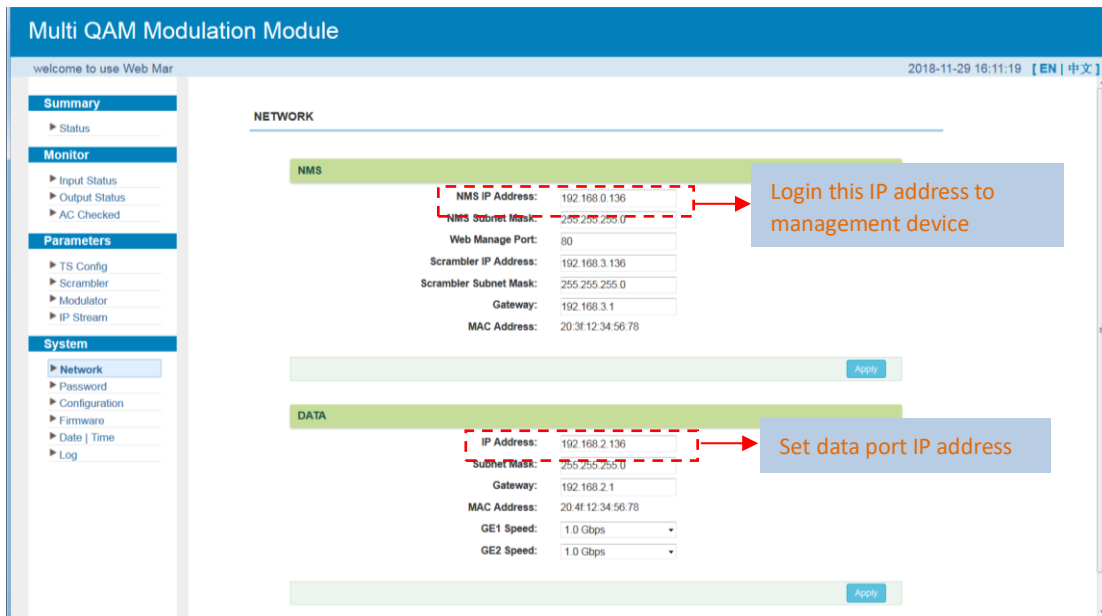 Multi QAM Modulation Module
welcome to use Web Mar
2018-11-29 16:11:19 [ EN | 中文 ]
Summary
Status
Monitor
Input Status
Output Status
AC Checked
Parameters
TS Config
Scrambler
Modulator
IP Stream
System
Network
Password
Configuration
Firmware
Date | Time
Log
NETWORK
NMS
NMS IP Address: 192.168.0.136
NMS Subnet Mask: 255.255.255.0
Web Manage Port: 80
Scrambler IP Address: 192.168.3.136
Scrambler Subnet Mask: 255.255.255.0
Gateway: 192.168.3.1
MAC Address: 20:3f:12:34:56:78
Apply
Login this IP address to
management device
DATA
IP Address: 192.168.2.136
Subnet Mask: 255.255.255.0
Gateway: 192.168.2.1
MAC Address: 20:4f:12:34:56:78
GE1 Speed: 1.0 Gbps
GE2 Speed: 1.0 Gbps
Apply
Set data port IP address